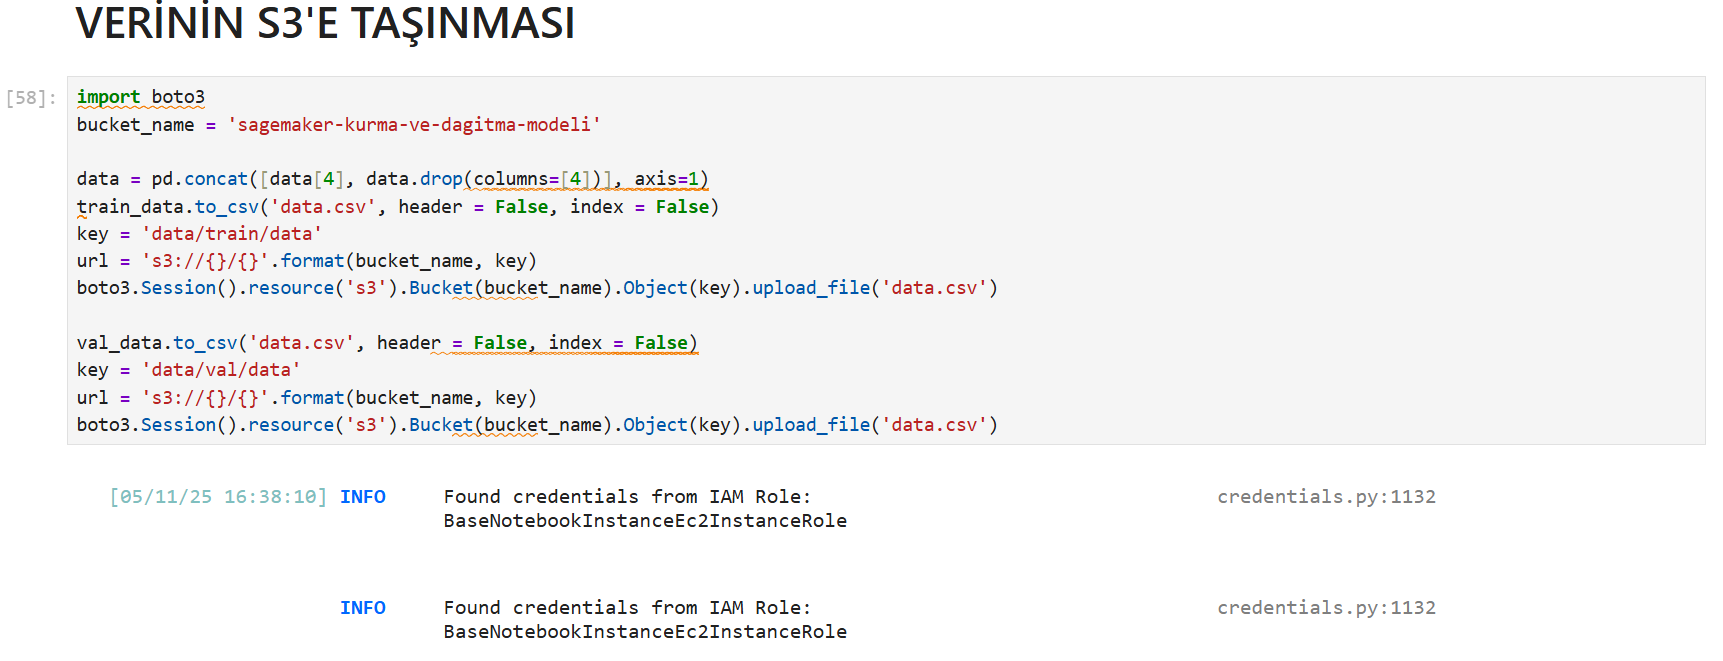 VERİNİN S3'E TAŞINMASI
[58]:
import boto3
bucket_name = 'sagemaker-kurma-ve-dagitma-modeli'
data = pd.concat([data[4], data.drop(columns=[4])], axis=1)
train_data.to_csv('data.csv', header = False, index = False)
key = 'data/train/data'
url = 's3://{}/{}'.format(bucket_name, key)
boto3.Session().resource('s3').Bucket(bucket_name).Object(key).upload_file('data.csv')
val_data.to_csv('data.csv', header = False, index = False)
key = 'data/val/data'
url = 's3://{}/{}'.format(bucket_name, key)
boto3.Session().resource('s3').Bucket(bucket_name).Object(key).upload_file('data.csv')
[05/11/25 16:38:10] INFO Found credentials from IAM Role: credentials.py:1132
BaseNotebookInstanceEc2InstanceRole
INFO Found credentials from IAM Role: credentials.py:1132
BaseNotebookInstanceEc2InstanceRole